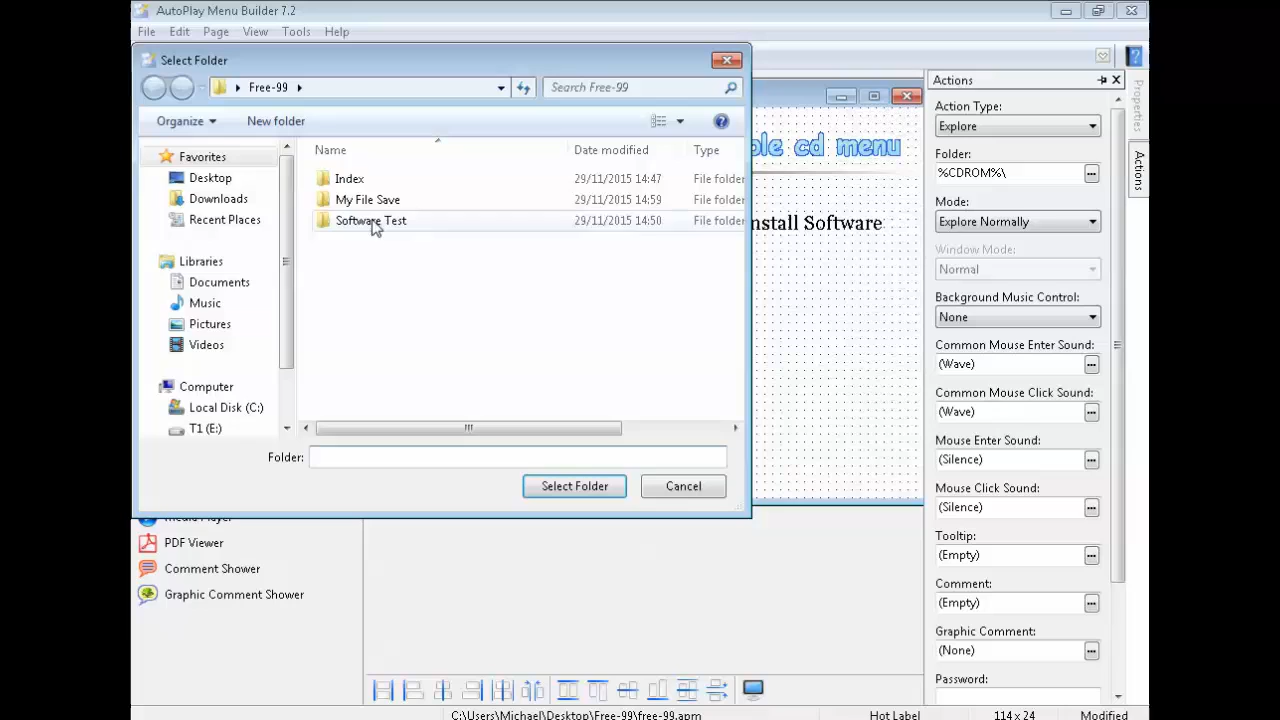 AutoPlay Menu Builder 7.2
File Edit Page View Tools Help
Select Folder
Free-99
Search Free-99
Organize New folder
Name Date modified Type
Index 29/11/2015 14:47 File folder
My File Save 29/11/2015 14:59 File folder
Software Test 29/11/2015 14:50 File folder
Favorites
Desktop
Downloads
Recent Places
Libraries
Documents
Music
Pictures
Videos
Computer
Local Disk (C:)
T1 (E:)
Folder:
Select Folder Cancel
Media Player
PDF Viewer
Comment Shower
Graphic Comment Shower
ple cd menu
nstall Software
Actions
Action Type:
Explore
Folder:
%CDROM%\
Mode:
Explore Normally
Window Mode:
Normal
Background Music Control:
None
Common Mouse Enter Sound:
(Wave)
Common Mouse Click Sound:
(Wave)
Mouse Enter Sound:
(Silence)
Mouse Click Sound:
(Silence)
Tooltip:
(Empty)
Comment:
(Empty)
Graphic Comment:
(None)
Password:
Properties
Actions
C:\Users\Michael\Desktop\Free-99\free-99.apm Hot Label 114 x 24 Modified